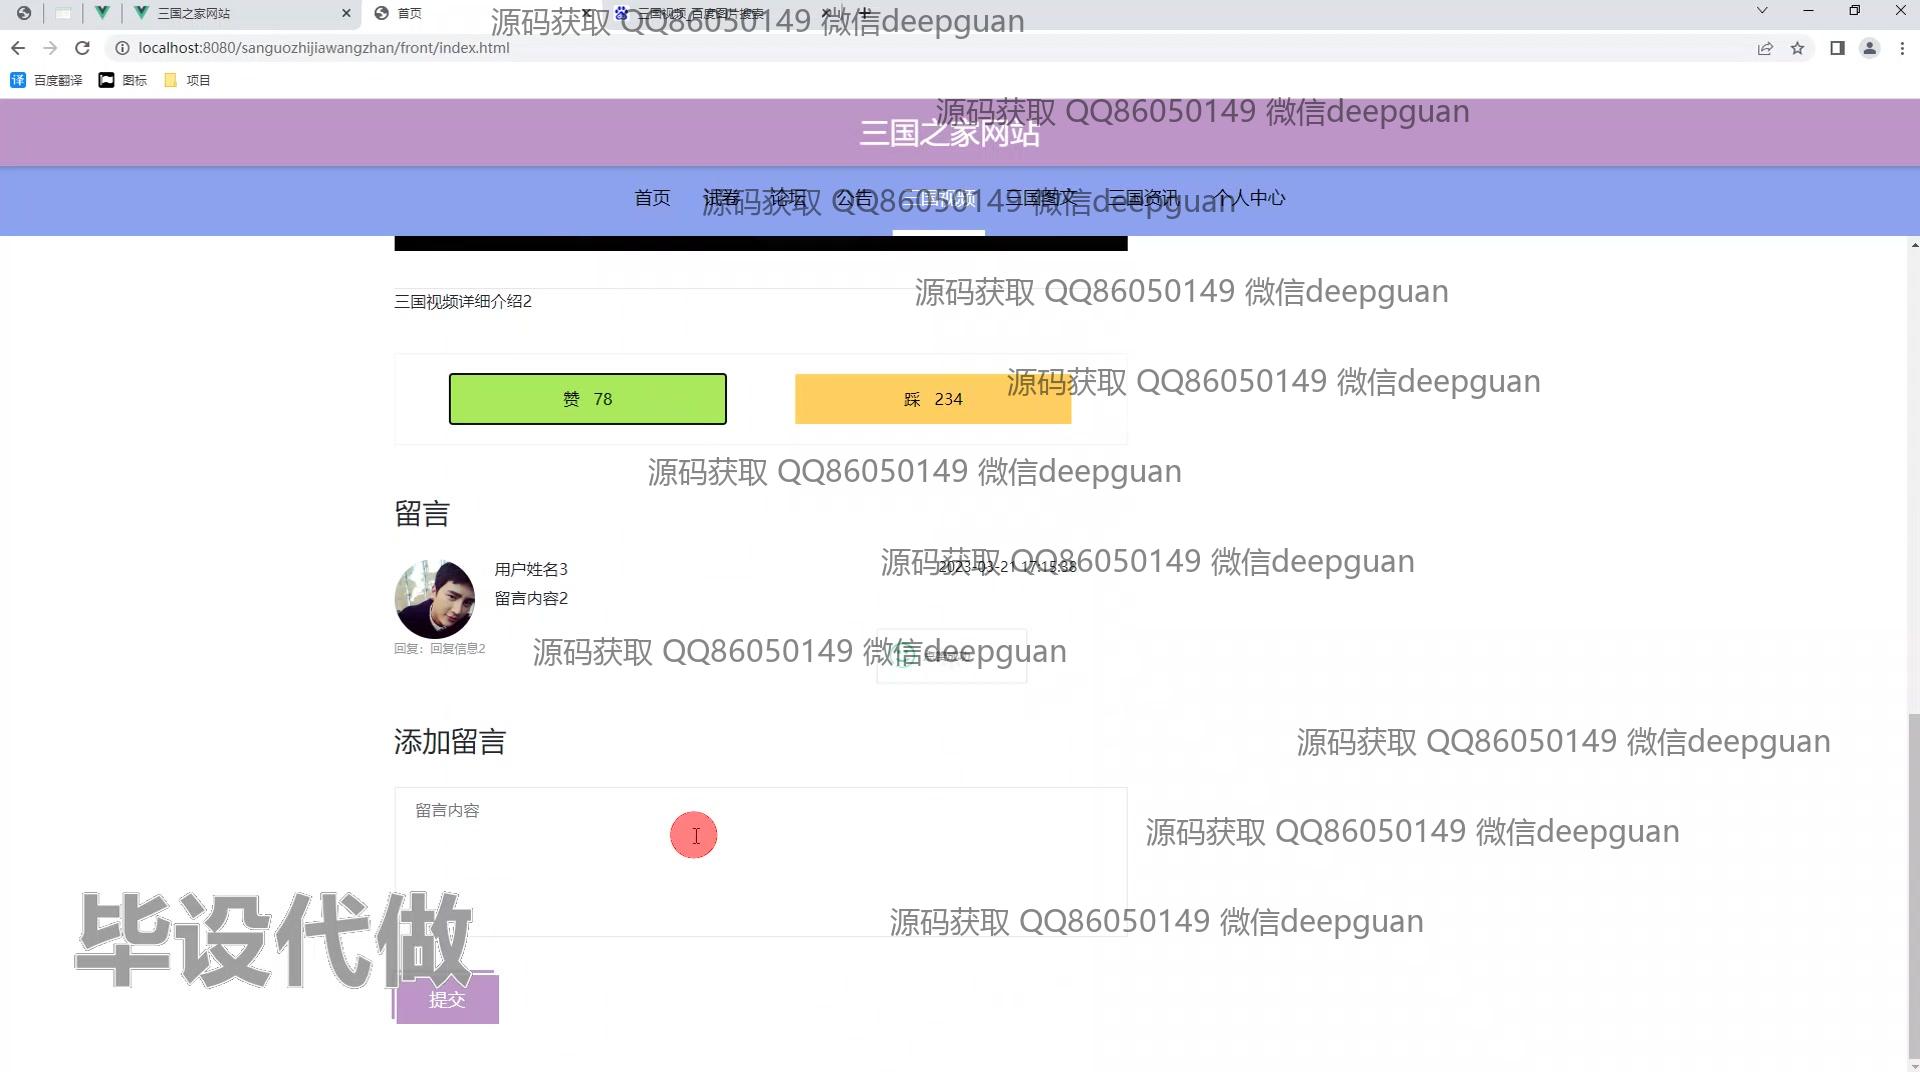 三国之家网站
首页
三国视频_百度图片搜索
源码获取 QQ86050149 微信deepguan
localhost:8080/sanguozhijiawangzhan/front/index.html
百度翻译
图标
项目
源码获取 QQ86050149 微信deepguan
三国之家网站
首页 试卷 论坛 公告 三国视频 三国图文 三国资讯 个人中心
源码获取 QQ86050149 微信deepguan
三国视频详细介绍2
源码获取 QQ86050149 微信deepguan
赞 78
踩 234
源码获取 QQ86050149 微信deepguan
源码获取 QQ86050149 微信deepguan
留言
用户姓名3
2023-03-21 17:15:38
源码获取 QQ86050149 微信deepguan
留言内容2
回复：回复信息2
源码获取 QQ86050149 微信deepguan
添加留言
源码获取 QQ86050149 微信deepguan
留言内容
源码获取 QQ86050149 微信deepguan
源码获取 QQ86050149 微信deepguan
毕设代做
提交